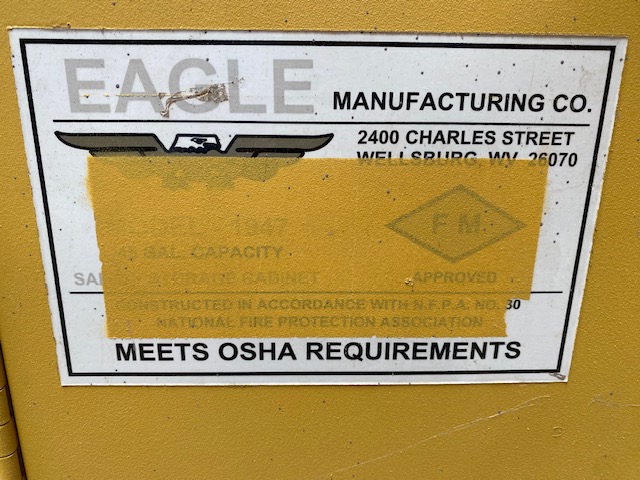 EAGLE MANUFACTURING CO.
2400 CHARLES STREET
WELLSBURG, WV 26070
1947
F M
GAL. CAPACITY
STORAGE CABINET APPROVED
CONSTRUCTED IN ACCORDANCE WITH N.F.P.A. NO. 30
NATIONAL FIRE PROTECTION ASSOCIATION
MEETS OSHA REQUIREMENTS